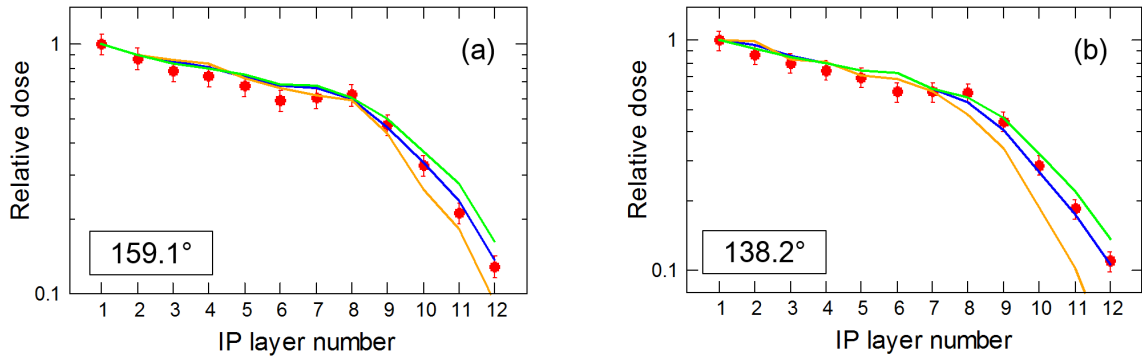 (a)
1
Relative dose
159.1°
0.1
1 2 3 4 5 6 7 8 9 10 11 12
IP layer number
(b)
1
Relative dose
138.2°
0.1
1 2 3 4 5 6 7 8 9 10 11 12
IP layer number